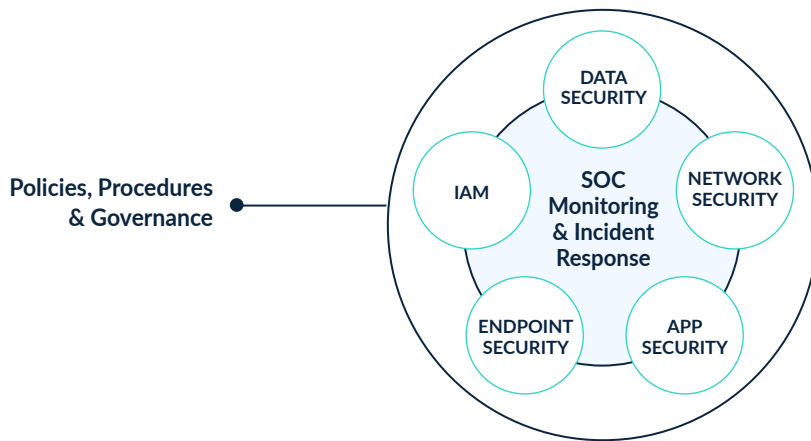 Policies, Procedures
& Governance
DATA
SECURITY
IAM
SOC
Monitoring
& Incident
Response
NETWORK
SECURITY
ENDPOINT
SECURITY
APP
SECURITY